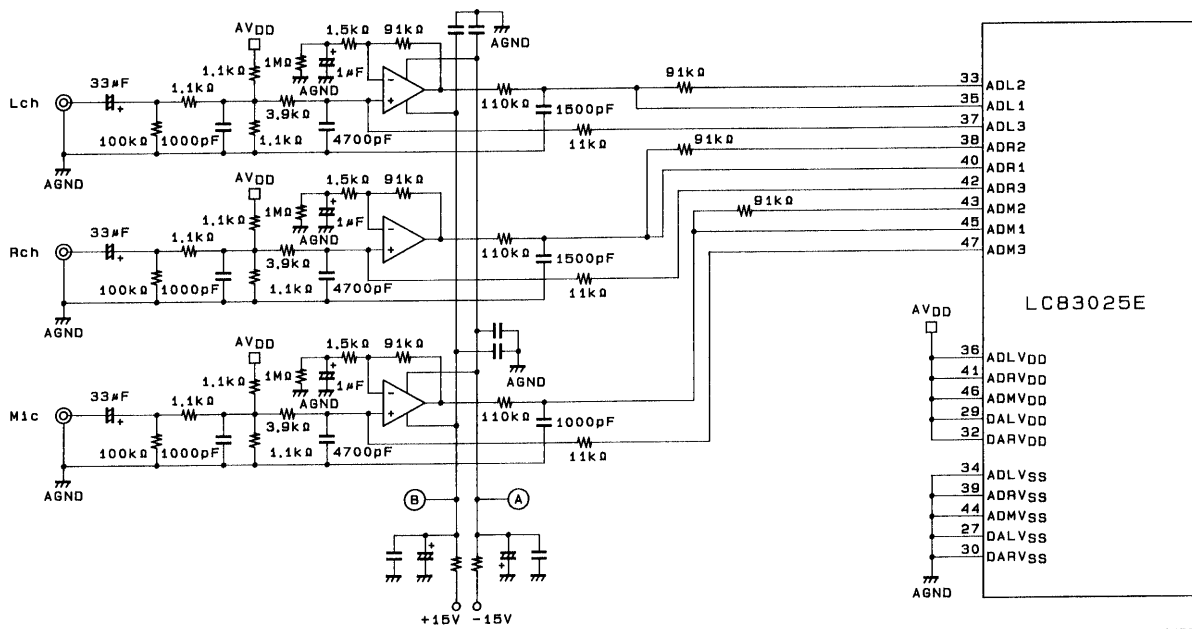 AVDD
1.5kΩ 91kΩ
AGND
1MΩ
1.1kΩ
1µF
33µF 1.1kΩ
AGND
91kΩ
Lch
3.9kΩ
110kΩ
1500pF
33 ADL2
35 ADL1
37 ADL3
38 ADR2
40 ADR1
42 ADR3
43 ADM2
45 ADM1
47 ADM3
100kΩ 1000pF 1.1kΩ 4700pF
11kΩ
91kΩ
AGND
AVDD
1.5kΩ 91kΩ
1MΩ
1.1kΩ
1µF
33µF 1.1kΩ
AGND
91kΩ
Rch
3.9kΩ
110kΩ
1500pF
100kΩ 1000pF 1.1kΩ 4700pF
11kΩ
AGND
LC83025E
AVDD
1.5kΩ 91kΩ
AGND
1MΩ
1.1kΩ
1µF
33µF 1.1kΩ
AGND
Mic
3.9kΩ
110kΩ
1000pF
100kΩ 1000pF 1.1kΩ 4700pF
11kΩ
AGND
AVDD
36 ADLVDD
41 ADRVDD
46 ADMVDD
29 DALVDD
32 DARVDD
34 ADLVSS
39 ADRVSS
44 ADMVSS
27 DALVSS
30 DARVSS
AGND
B A
+15V -15V